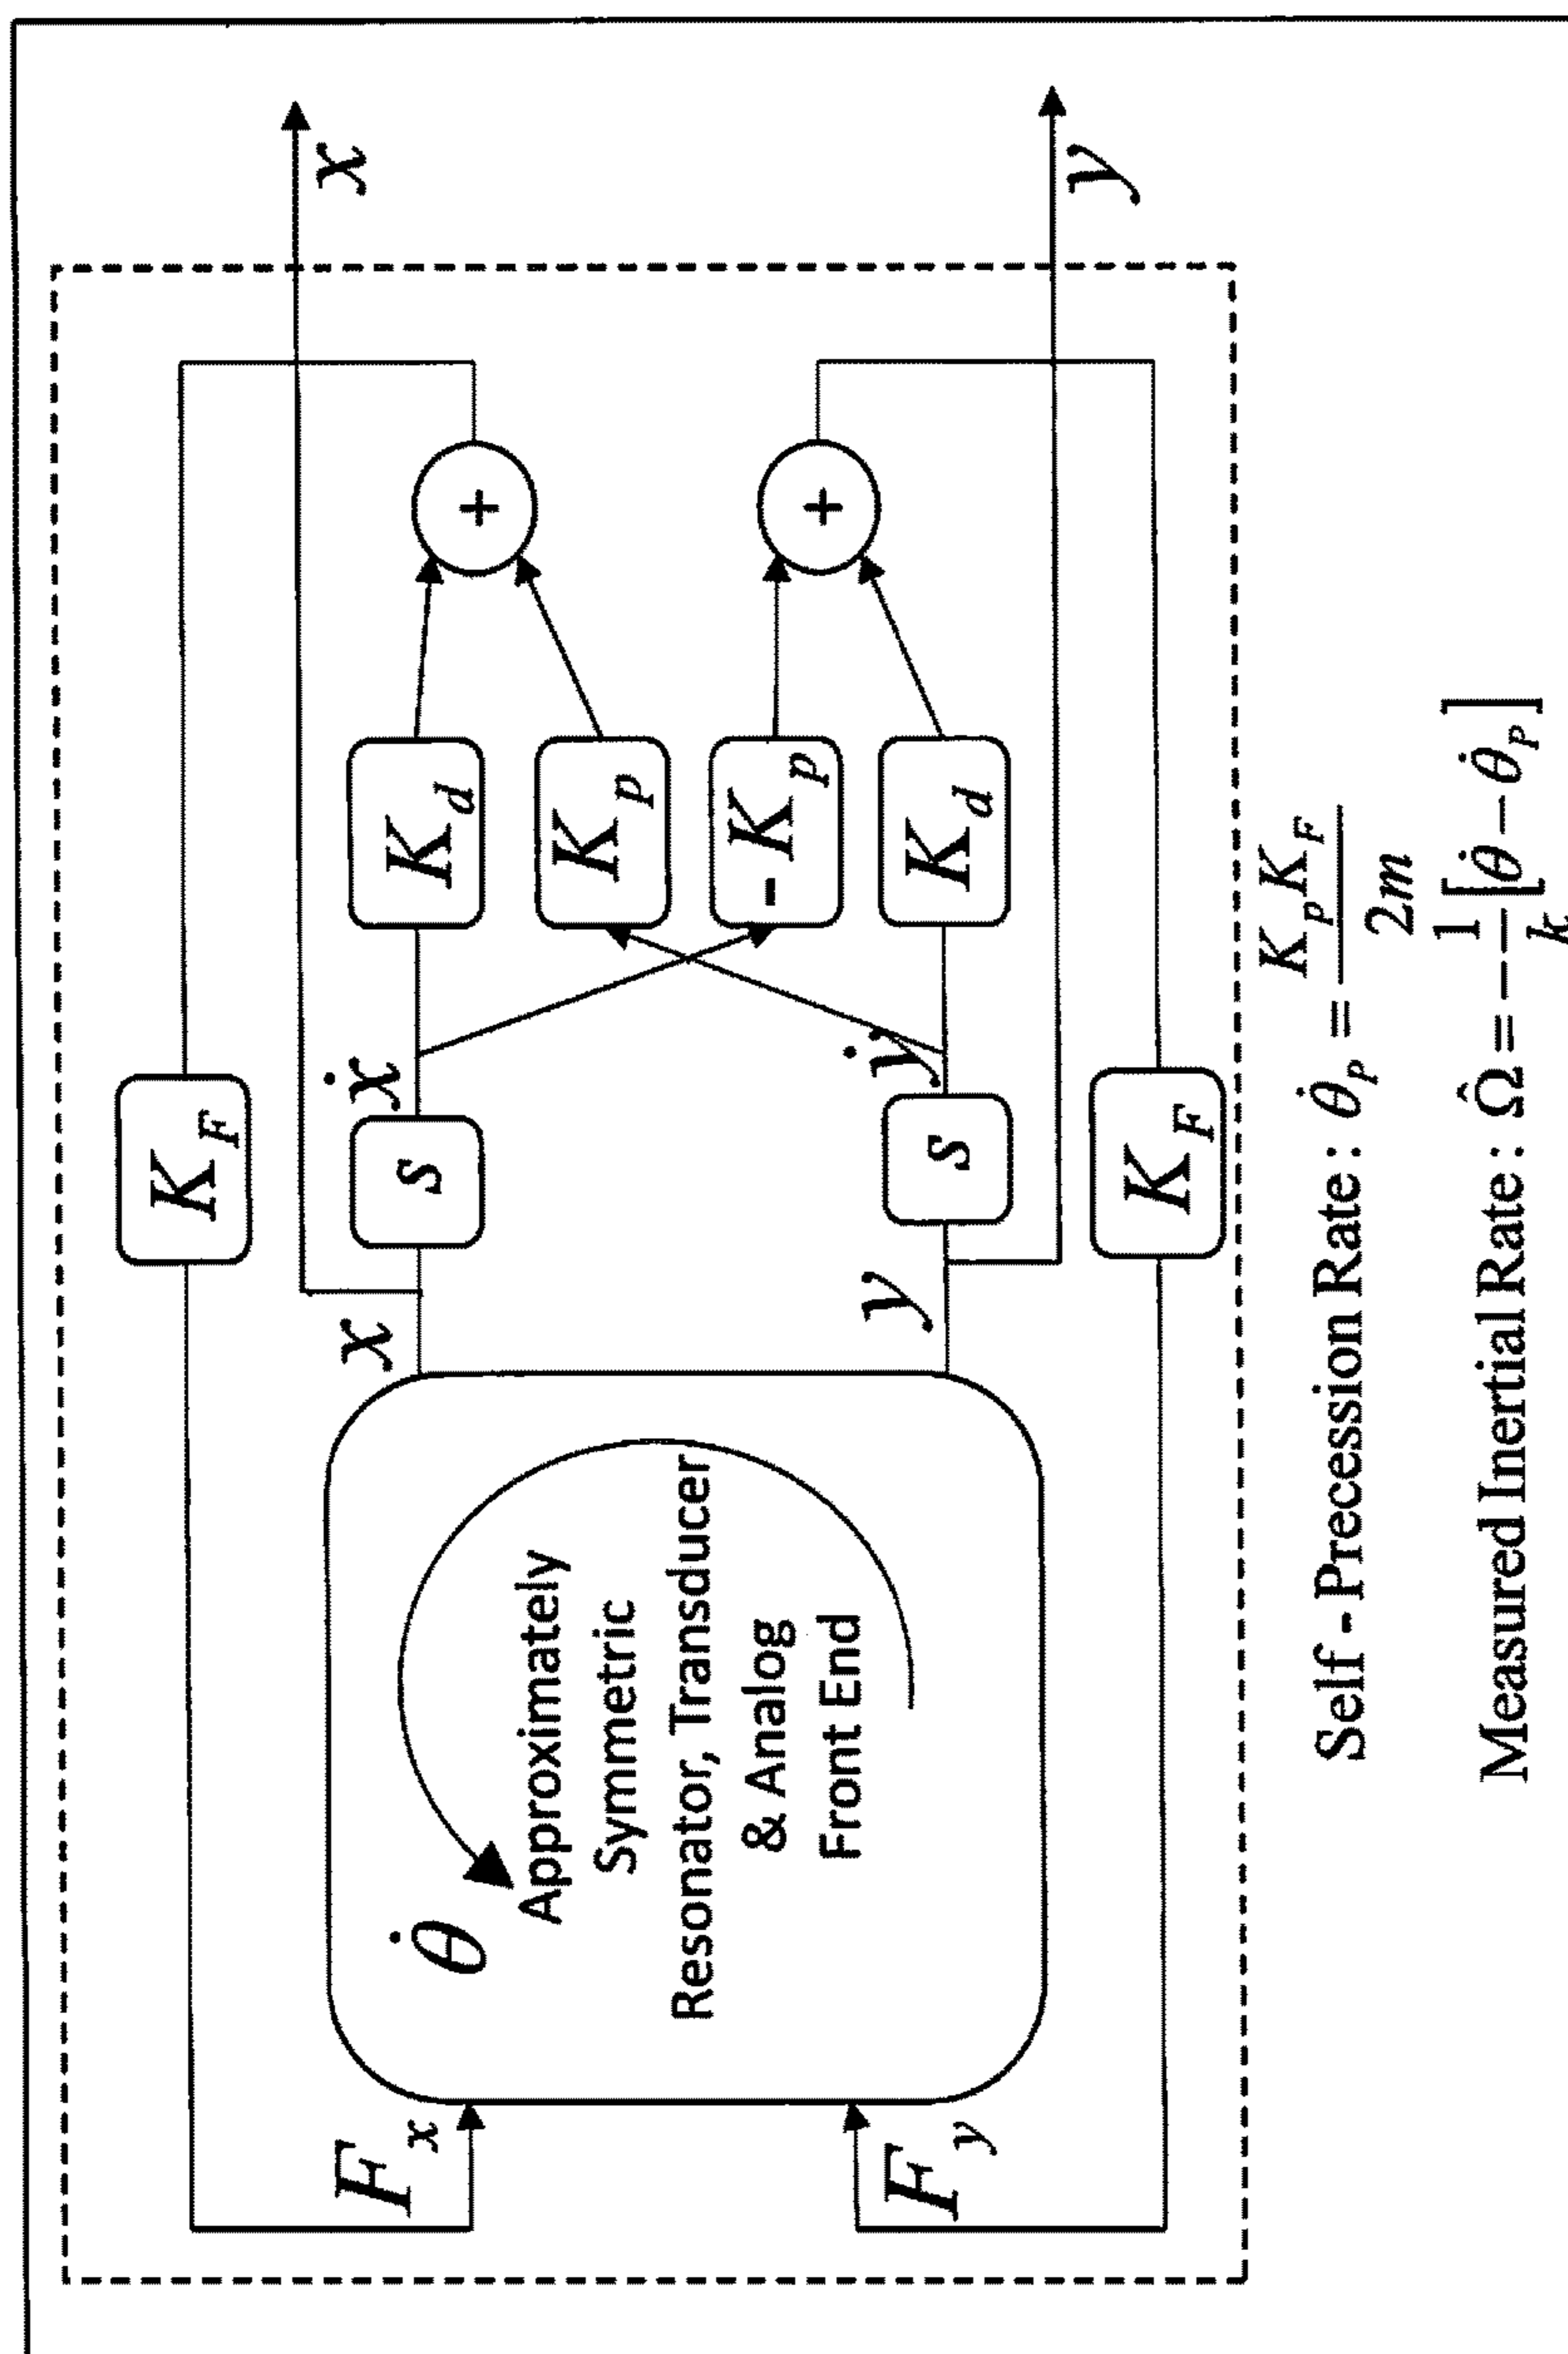 K_F
x
x
s
ẋ
K_d
F_x
θ̇
Approximately
Symmetric
Resonator, Transducer
& Analog
Front End
K_p
+
- K_p
+
F_y
y
s
ẏ
K_d
y
K_F
Self - Precession Rate : θ̇_P = K_p K_F / 2m
Measured Inertial Rate : Ω̂ = - 1/k [θ̇ - θ̇_P]